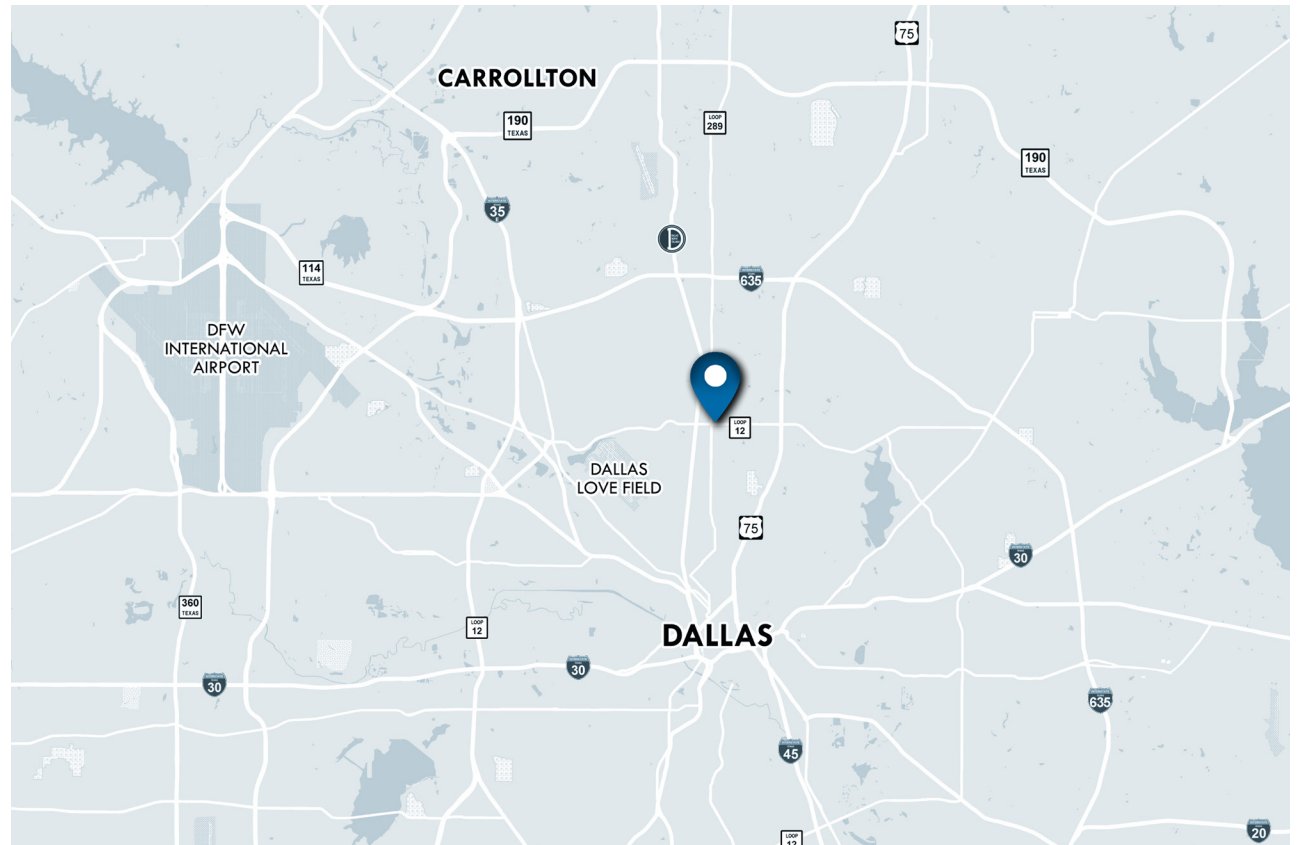 75
CARROLLTON
190
TEXAS
LOOP
289
190
TEXAS
35
E
D
114
TEXAS
635
DFW
INTERNATIONAL
AIRPORT
LOOP
12
DALLAS
LOVE FIELD
75
30
360
TEXAS
LOOP
12
DALLAS
30
30
635
45
LOOP
12
20